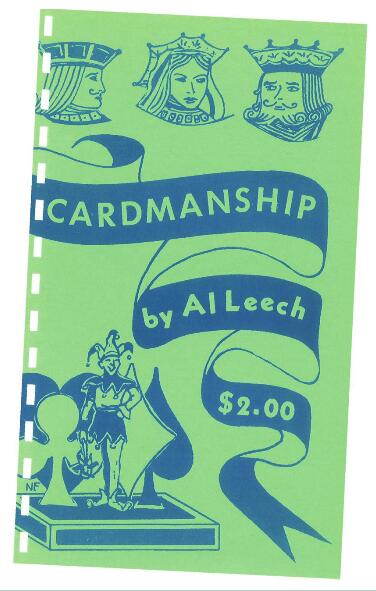 CARDMANSHIP
by Al Leech
$2.00
NF